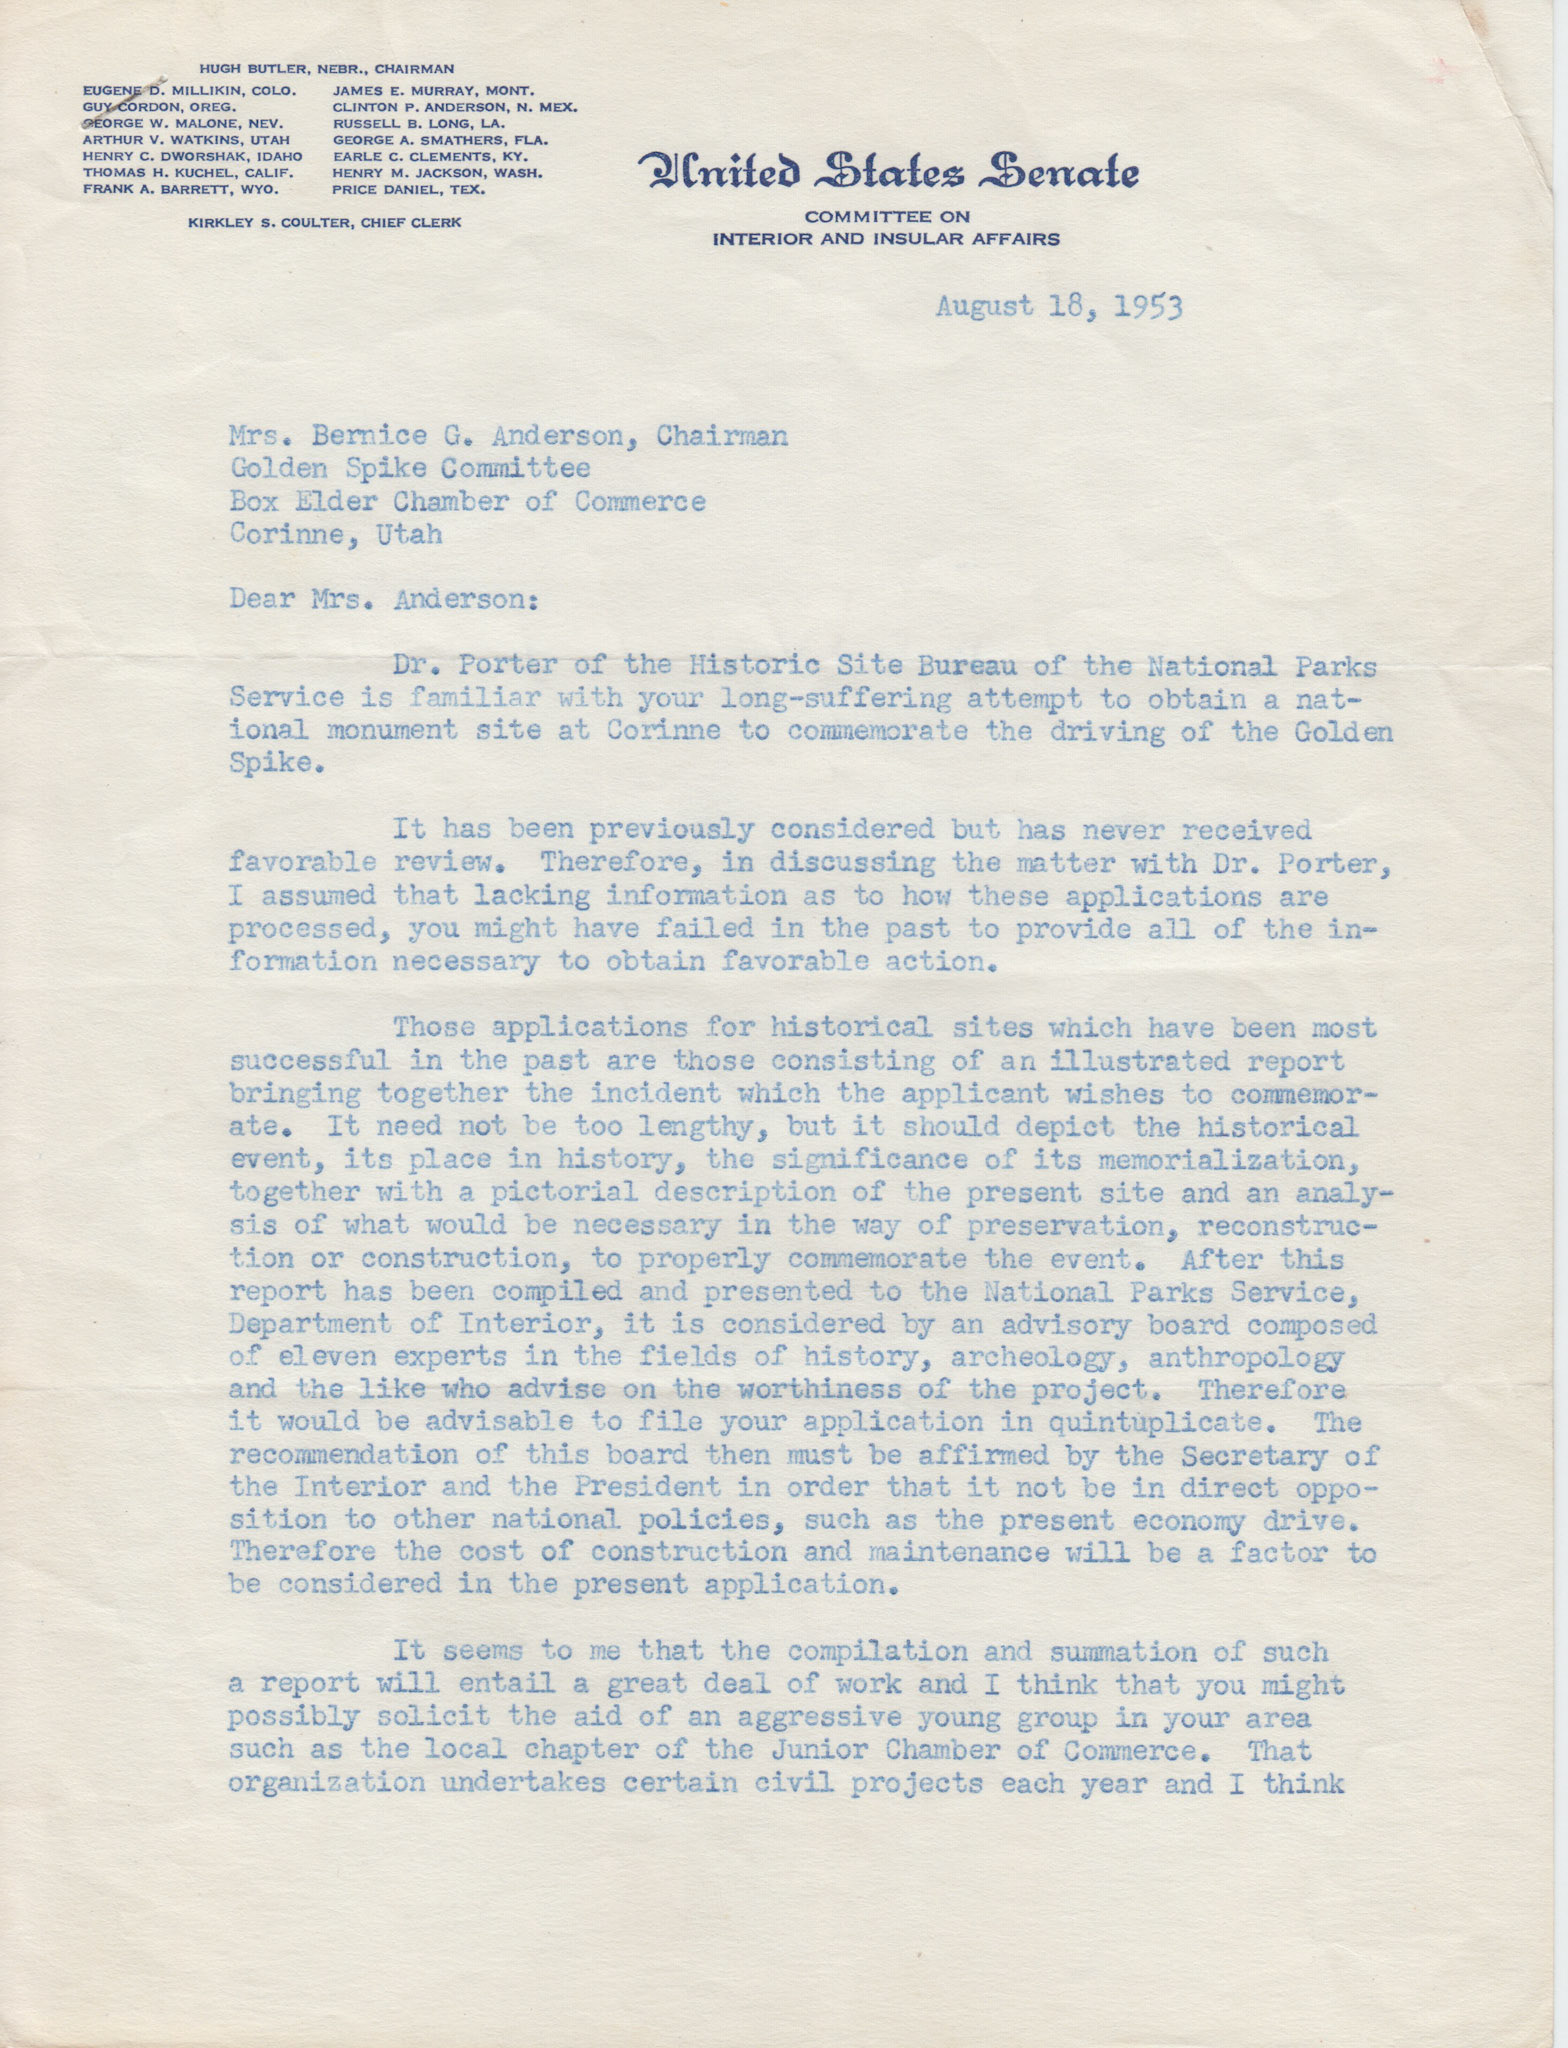 HUGH BUTLER, NEBR., CHAIRMAN
EUGENE D. MILLIKIN, COLO.
GUY CORDON, OREG.
GEORGE W. MALONE, NEV.
ARTHUR V. WATKINS, UTAH
HENRY C. DWORSHAK, IDAHO
THOMAS H. KUCHEL, CALIF.
FRANK A. BARRETT, WYO.
JAMES E. MURRAY, MONT.
CLINTON P. ANDERSON, N. MEX.
RUSSELL B. LONG, LA.
GEORGE A. SMATHERS, FLA.
EARLE C. CLEMENTS, KY.
HENRY M. JACKSON, WASH.
PRICE DANIEL, TEX.
KIRKLEY S. COULTER, CHIEF CLERK
United States Senate
COMMITTEE ON
INTERIOR AND INSULAR AFFAIRS
August 18, 1953
Mrs. Bernice G. Anderson, Chairman
Golden Spike Committee
Box Elder Chamber of Commerce
Corinne, Utah
Dear Mrs. Anderson:
Dr. Porter of the Historic Site Bureau of the National Parks
Service is familiar with your long-suffering attempt to obtain a nat-
ional monument site at Corinne to commemorate the driving of the Golden
Spike.
It has been previously considered but has never received
favorable review. Therefore, in discussing the matter with Dr. Porter,
I assumed that lacking information as to how these applications are
processed, you might have failed in the past to provide all of the in-
formation necessary to obtain favorable action.
Those applications for historical sites which have been most
successful in the past are those consisting of an illustrated report
bringing together the incident which the applicant wishes to commemor-
ate. It need not be too lengthy, but it should depict the historical
event, its place in history, the significance of its memorialization,
together with a pictorial description of the present site and an analy-
sis of what would be necessary in the way of preservation, reconstruc-
tion or construction, to properly commemorate the event. After this
report has been compiled and presented to the National Parks Service,
Department of Interior, it is considered by an advisory board composed
of eleven experts in the fields of history, archeology, anthropology
and the like who advise on the worthiness of the project. Therefore
it would be advisable to file your application in quintuplicate. The
recommendation of this board then must be affirmed by the Secretary of
the Interior and the President in order that it not be in direct oppo-
sition to other national policies, such as the present economy drive.
Therefore the cost of construction and maintenance will be a factor to
be considered in the present application.
It seems to me that the compilation and summation of such
a report will entail a great deal of work and I think that you might
possibly solicit the aid of an aggressive young group in your area
such as the local chapter of the Junior Chamber of Commerce. That
organization undertakes certain civil projects each year and I think